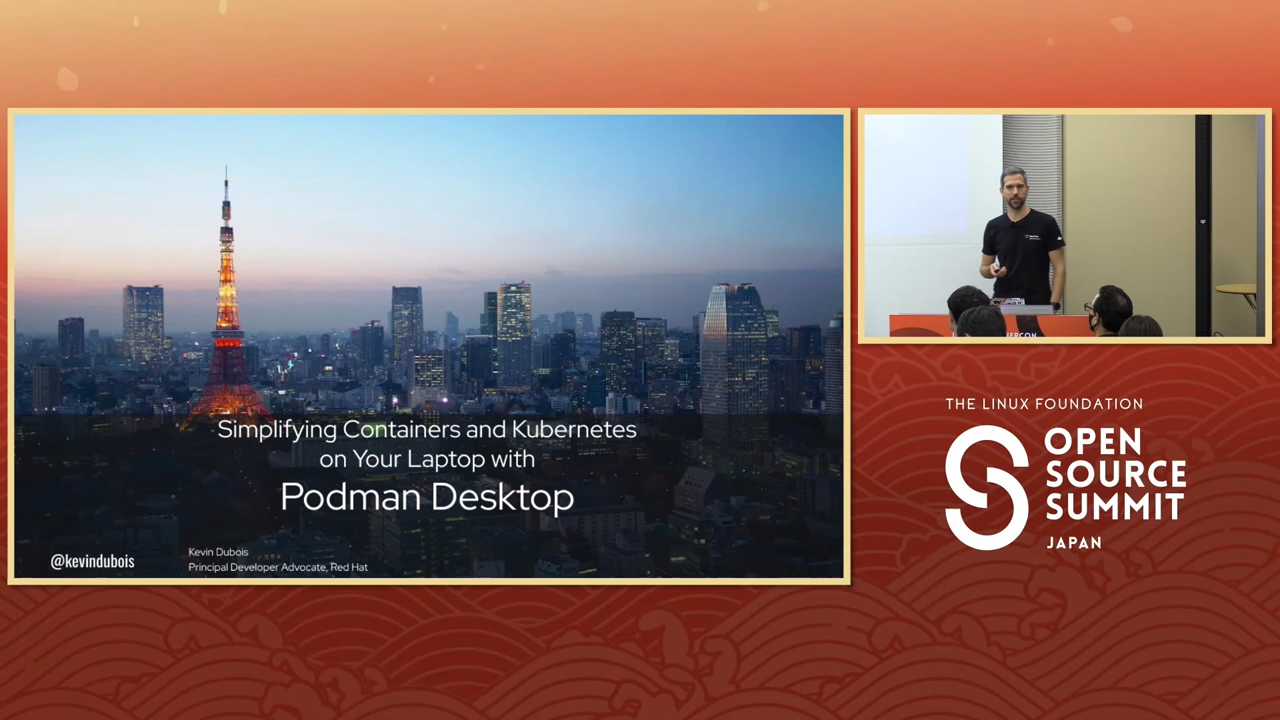 Simplifying Containers and Kubernetes
on Your Laptop with
Podman Desktop
@kevindubois
Kevin Dubois
Principal Developer Advocate, Red Hat
THE LINUX FOUNDATION
OPEN
SOURCE
SUMMIT
JAPAN